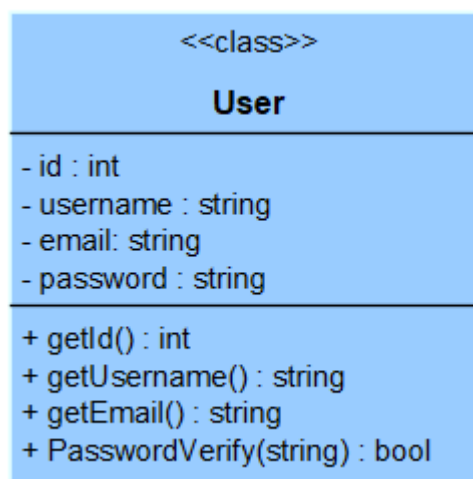 <<class>>
User
- id : int
- username : string
- email: string
- password : string
+ getId() : int
+ getUsername() : string
+ getEmail() : string
+ PasswordVerify(string) : bool